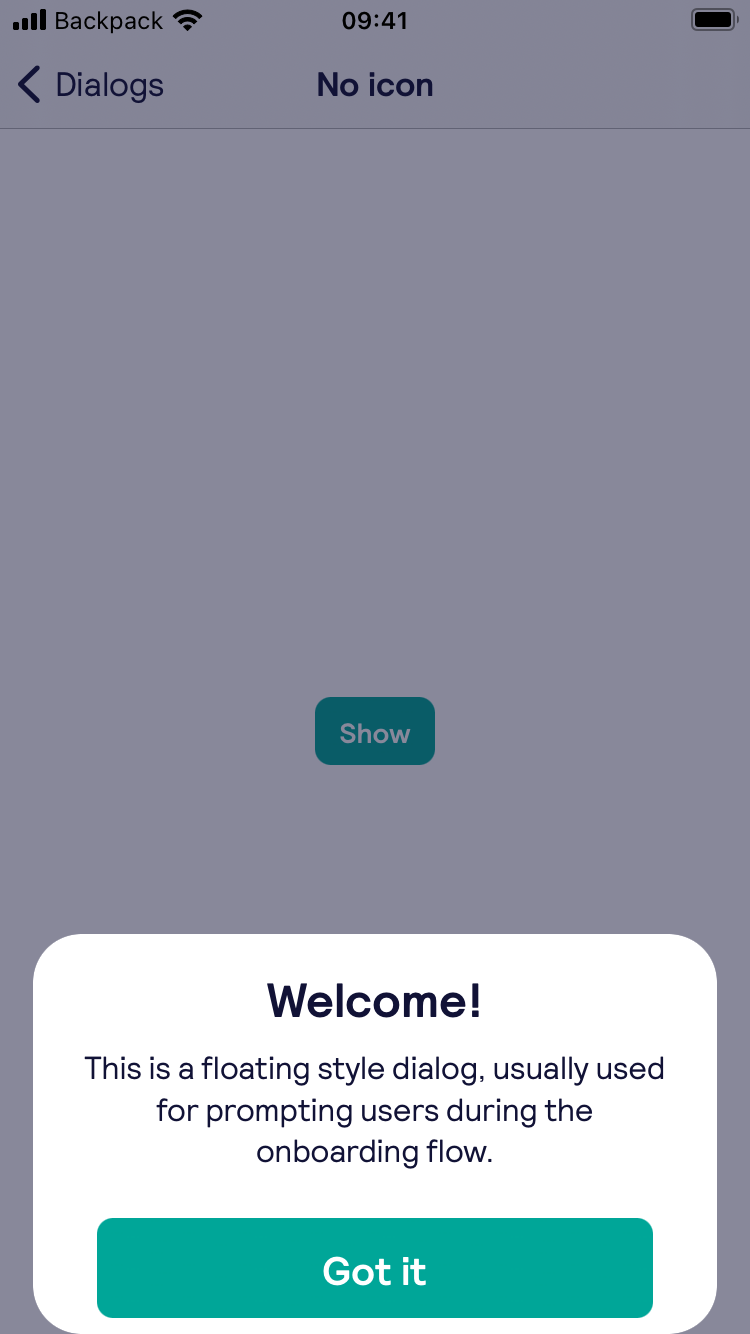 Backpack 09:41
Dialogs No icon
Show
Welcome!
This is a floating style dialog, usually used
for prompting users during the
onboarding flow.
Got it